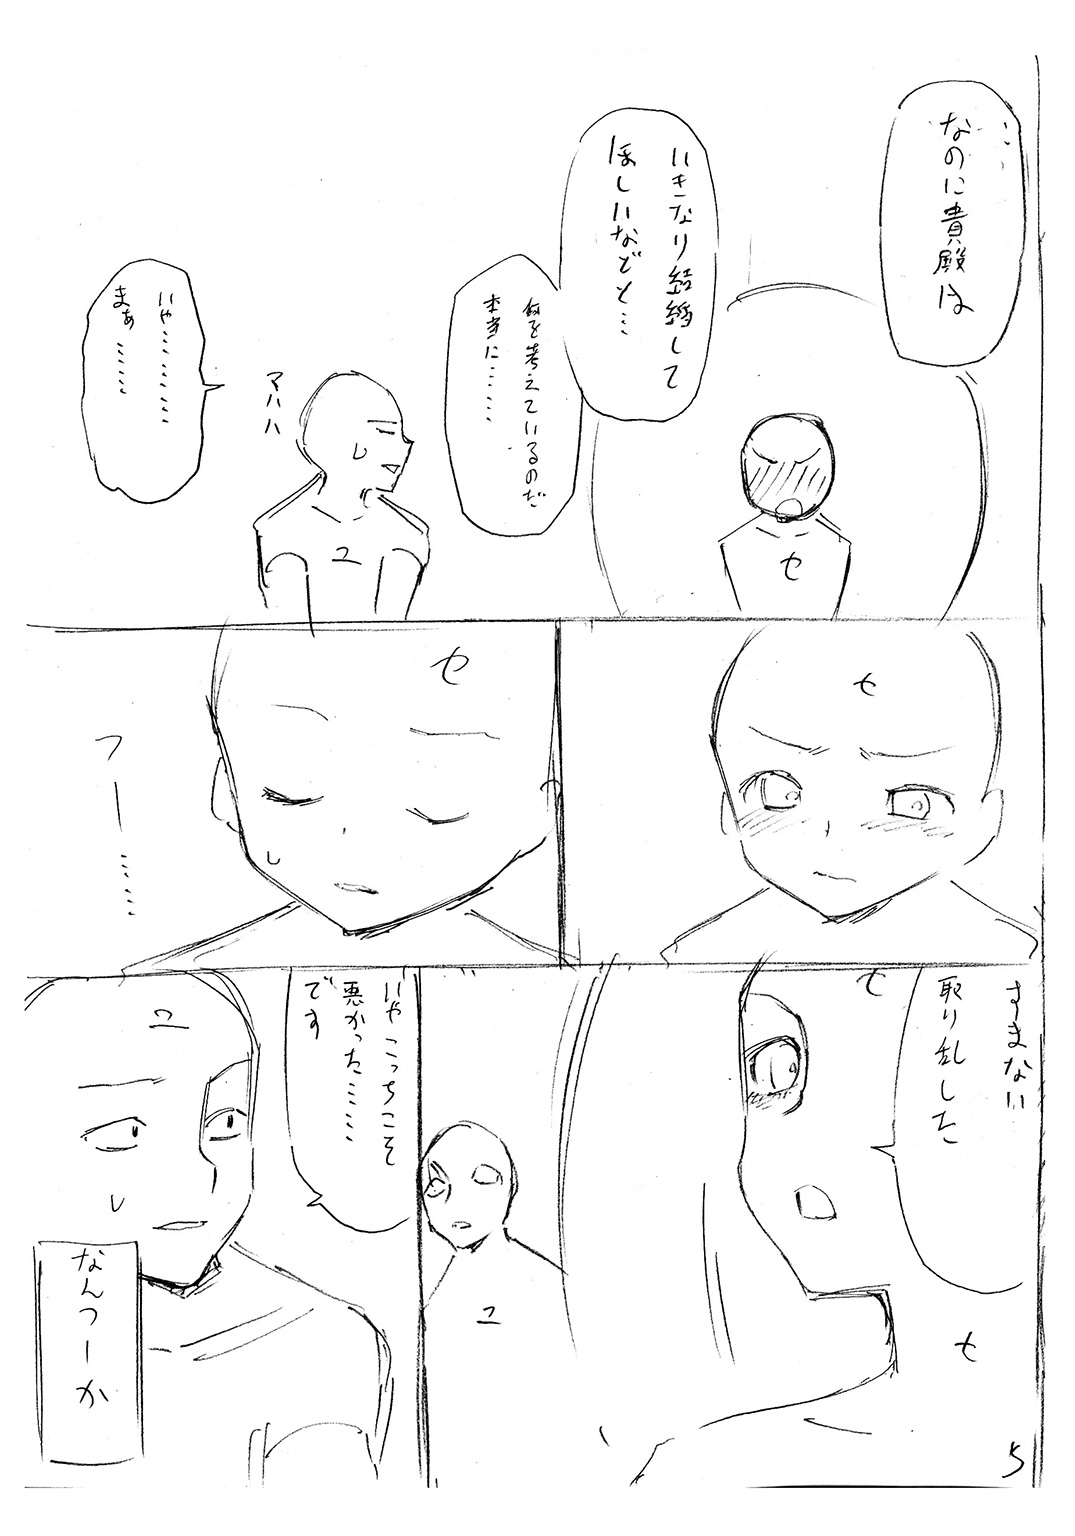 なのに貴殿は
いきなり結婚して
ほしいなどと…
何を考えているのだ
本当に………
マハハ
いや…………
まぁ………
セ
ユ
セ
セ
フー……
すまない
取り乱した
セ
セ
ユ
いやこっちこそ
悪かった……
です
ユ
なんつーか
5